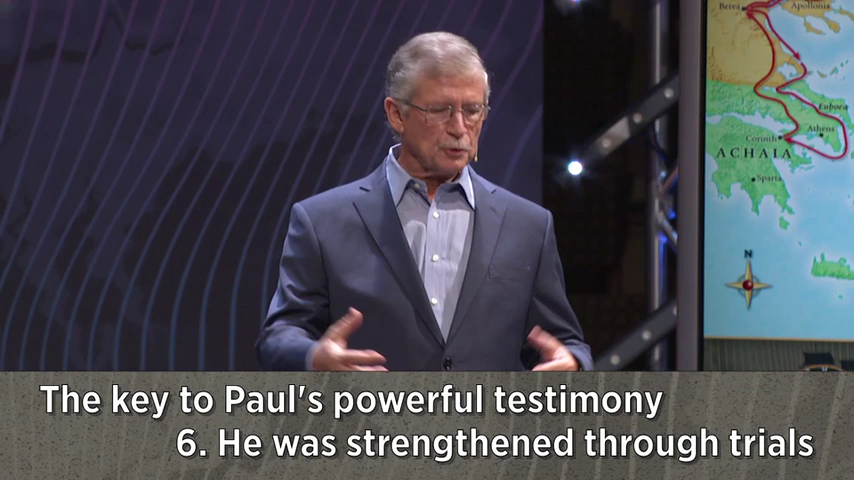 Berea
Apollonia
Euboea
Corinth
Athens
ACHAIA
Sparta
N
The key to Paul's powerful testimony
6. He was strengthened through trials